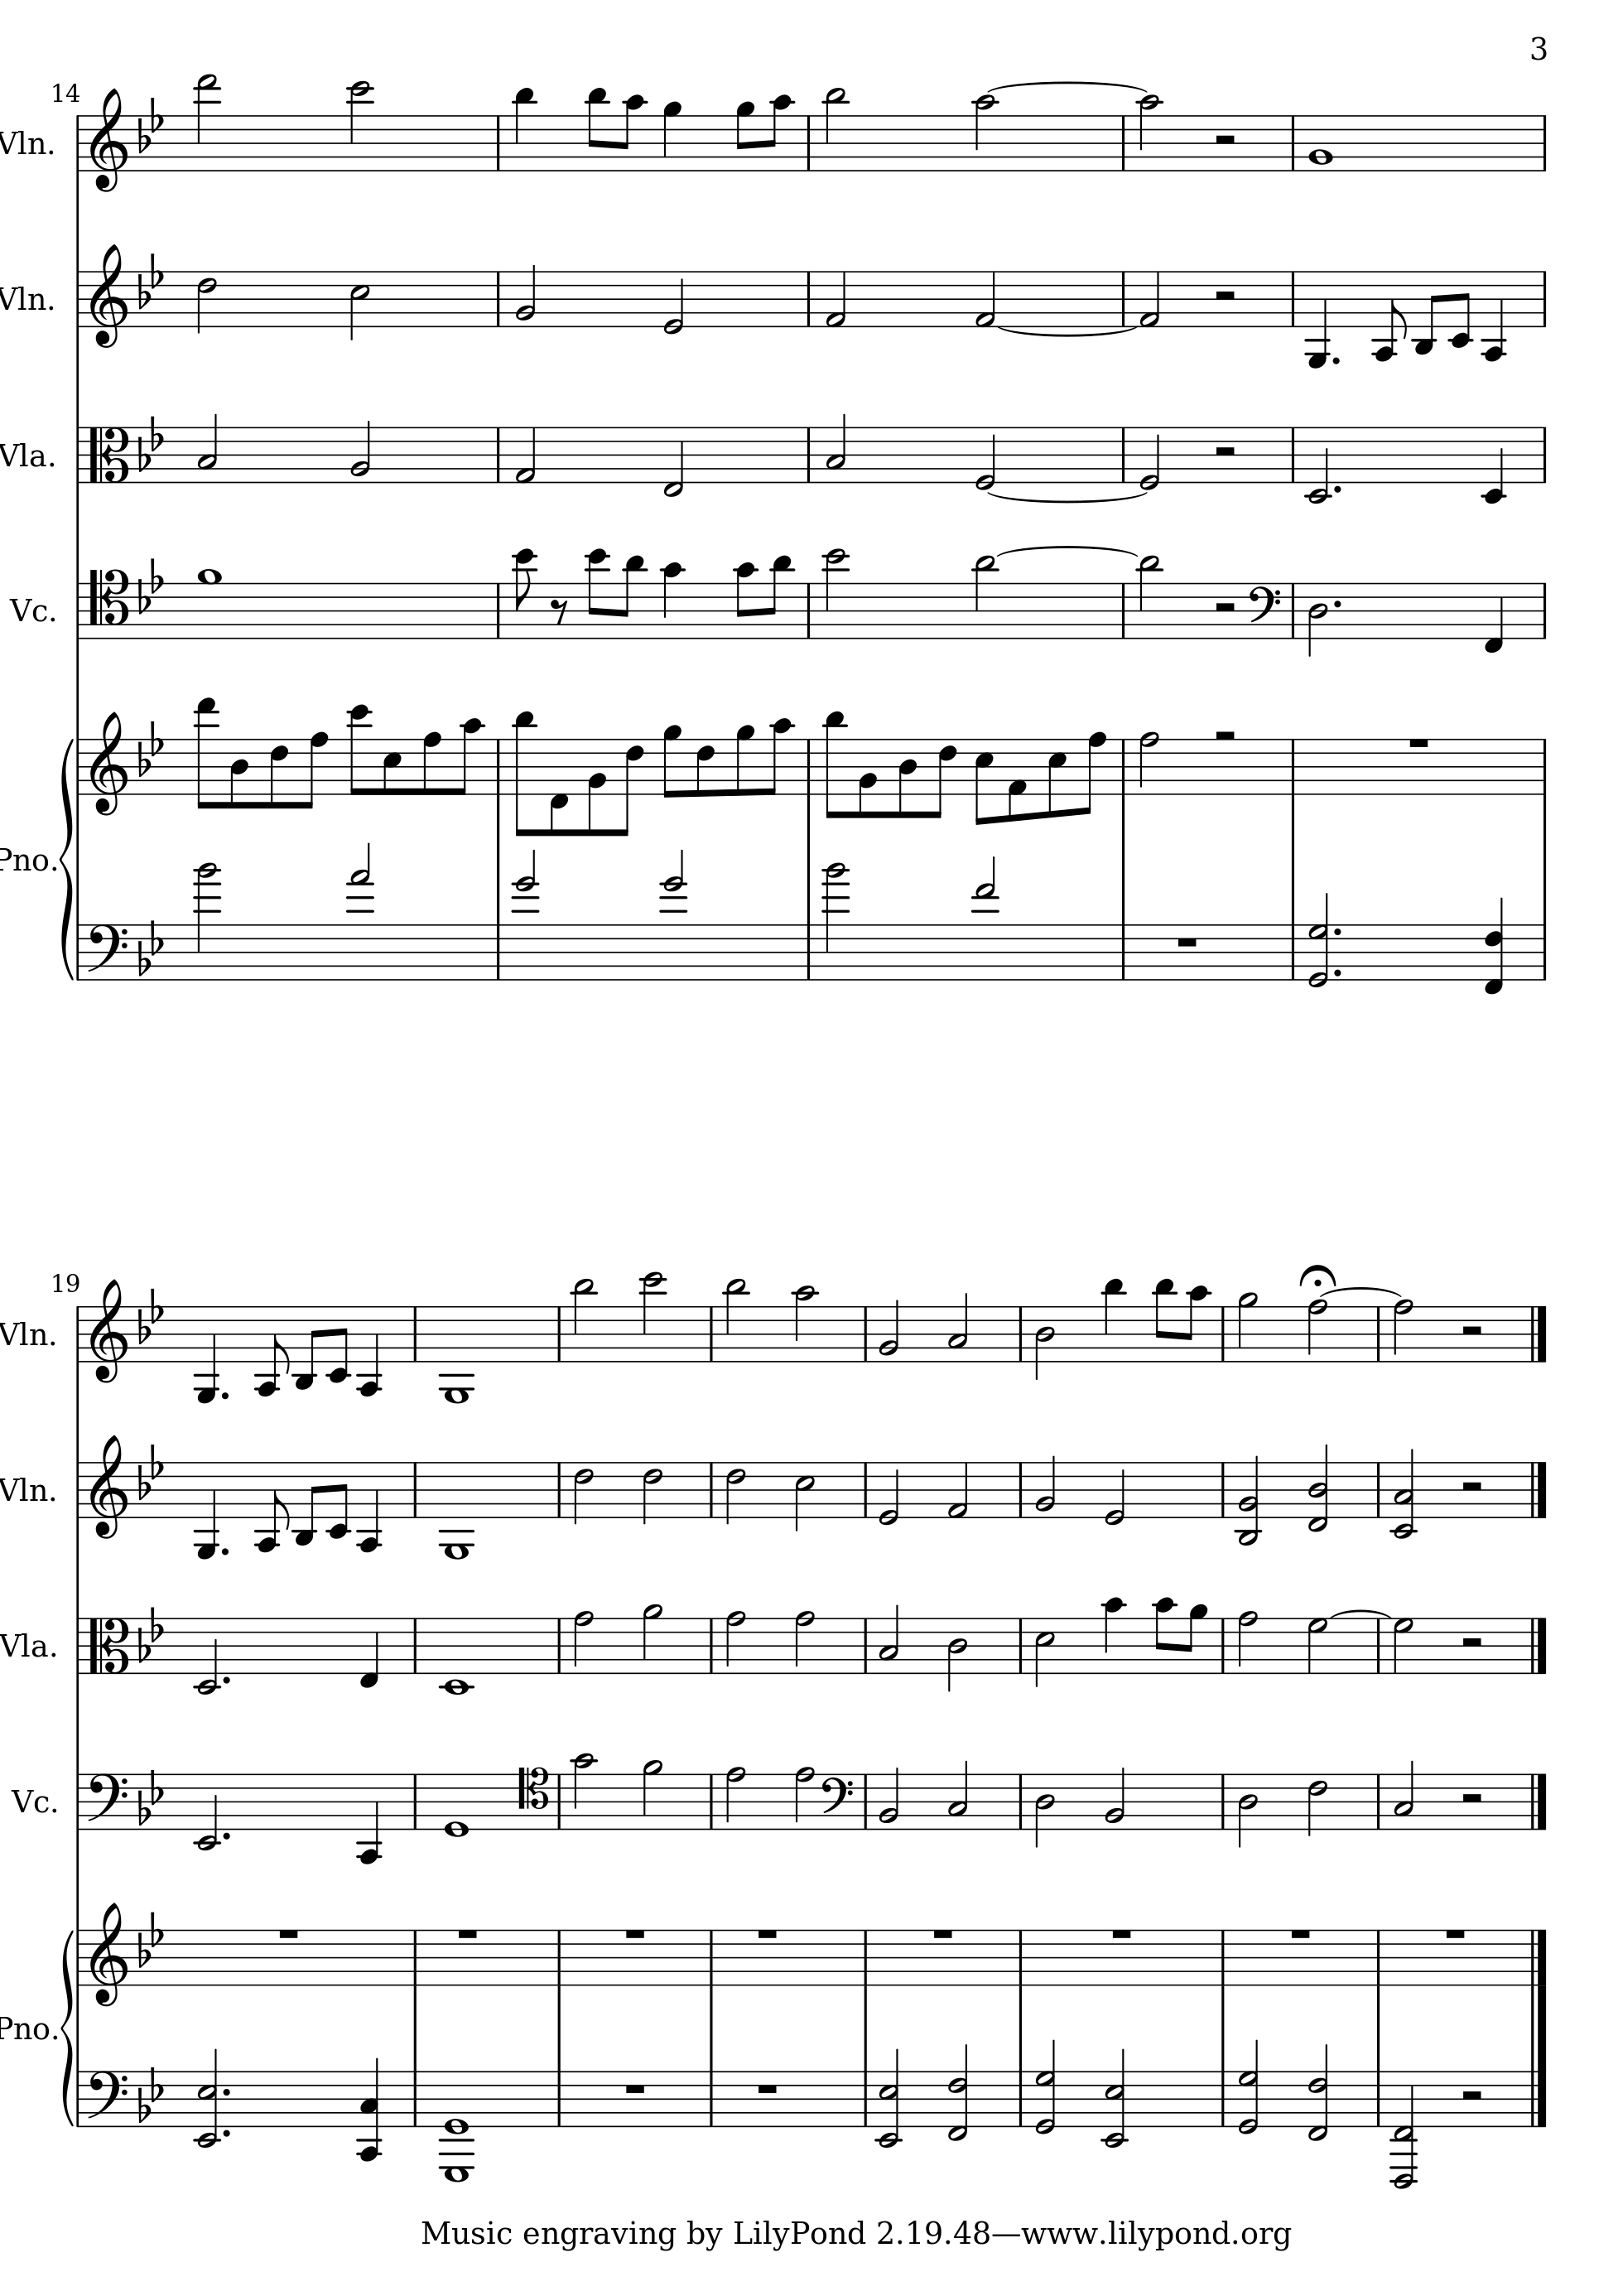 3
14
Vln.
Vln.
Vla.
Vc.
Pno.
19
Vln.
Vln.
Vla.
Vc.
Pno.
Music engraving by LilyPond 2.19.48—www.lilypond.org